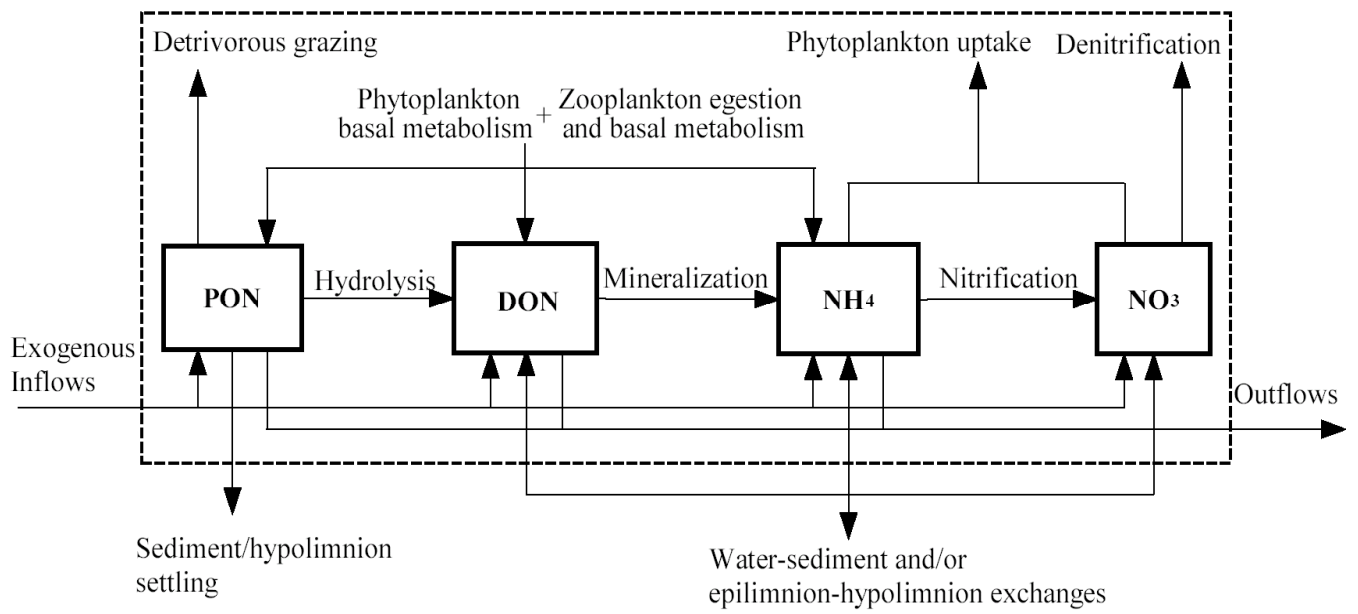 Detrivorous grazing
Phytoplankton uptake
Denitrification
Phytoplankton
basal metabolism
+
Zooplankton egestion
and basal metabolism
PON
Hydrolysis
DON
Mineralization
NH4
Nitrification
NO3
Exogenous
Inflows
Outflows
Sediment/hypolimnion
settling
Water-sediment and/or
epilimnion-hypolimnion exchanges